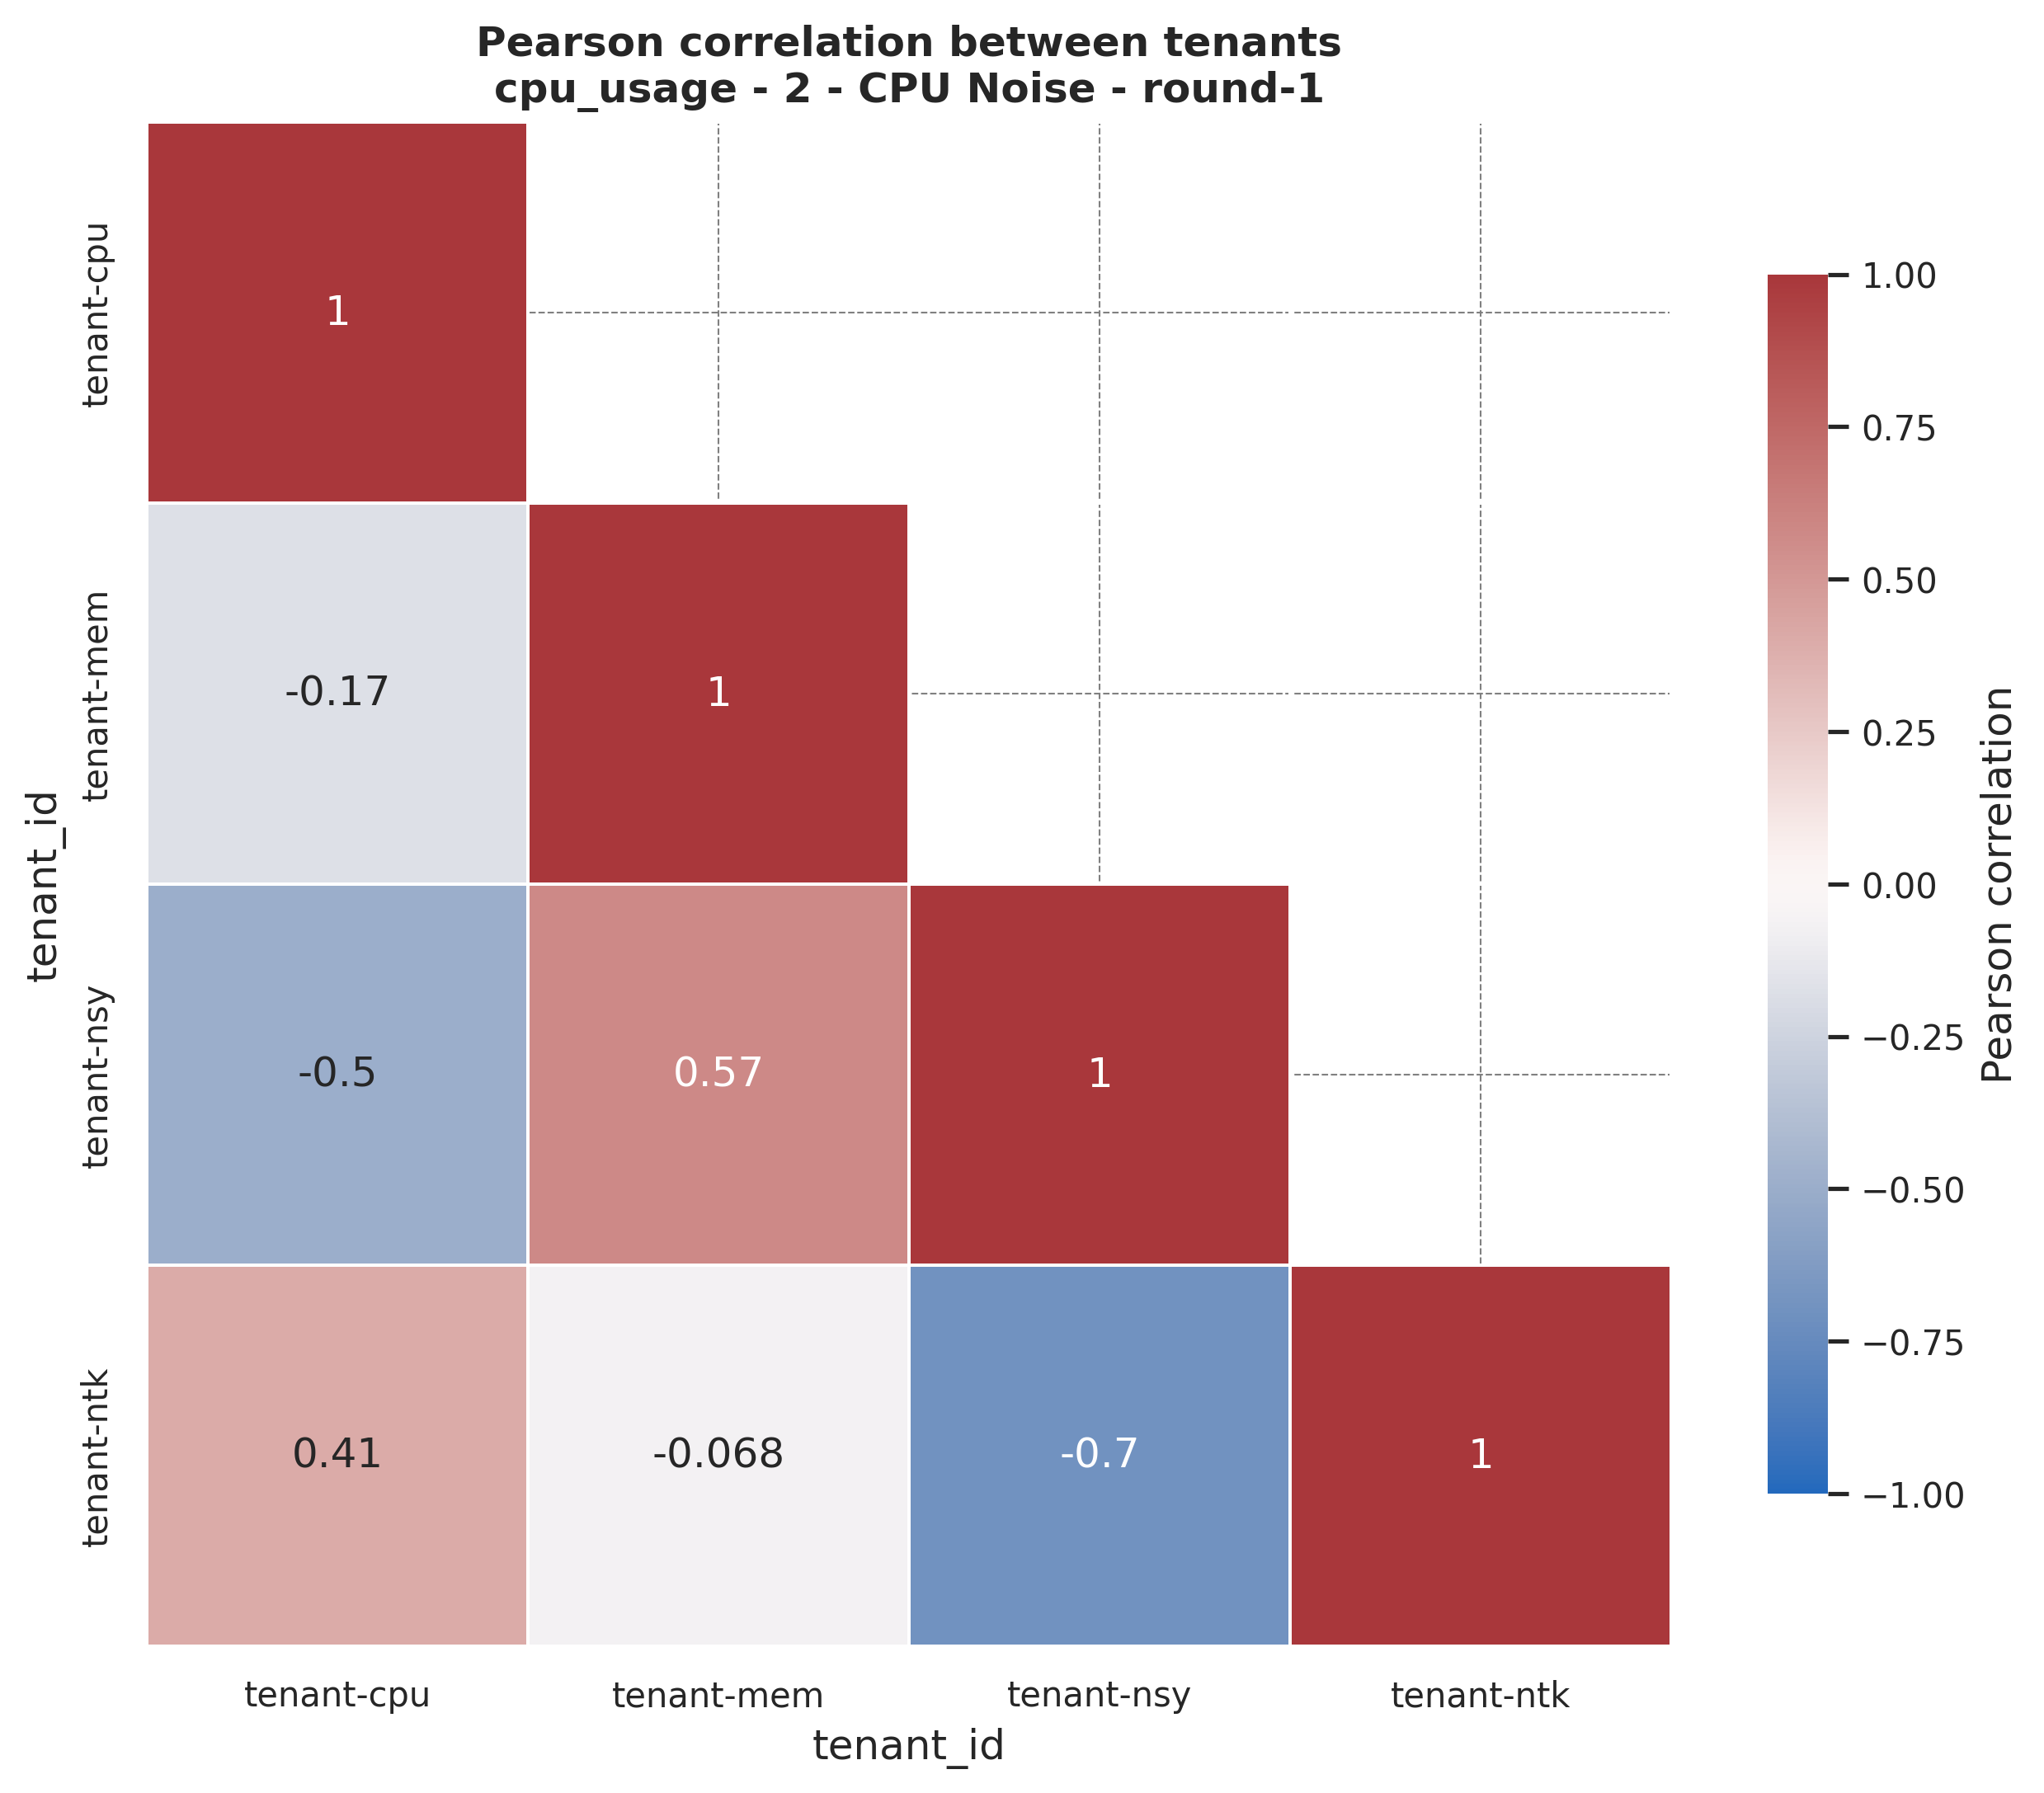 Pearson correlation between tenants
cpu_usage - 2 - CPU Noise - round-1
tenant_id
tenant-cpu
1
tenant-mem
-0.17
1
tenant-nsy
-0.5
0.57
1
tenant-ntk
0.41
-0.068
-0.7
1
tenant-cpu
tenant-mem
tenant-nsy
tenant-ntk
tenant_id
1.00
0.75
0.50
0.25
0.00
−0.25
−0.50
−0.75
−1.00
Pearson correlation